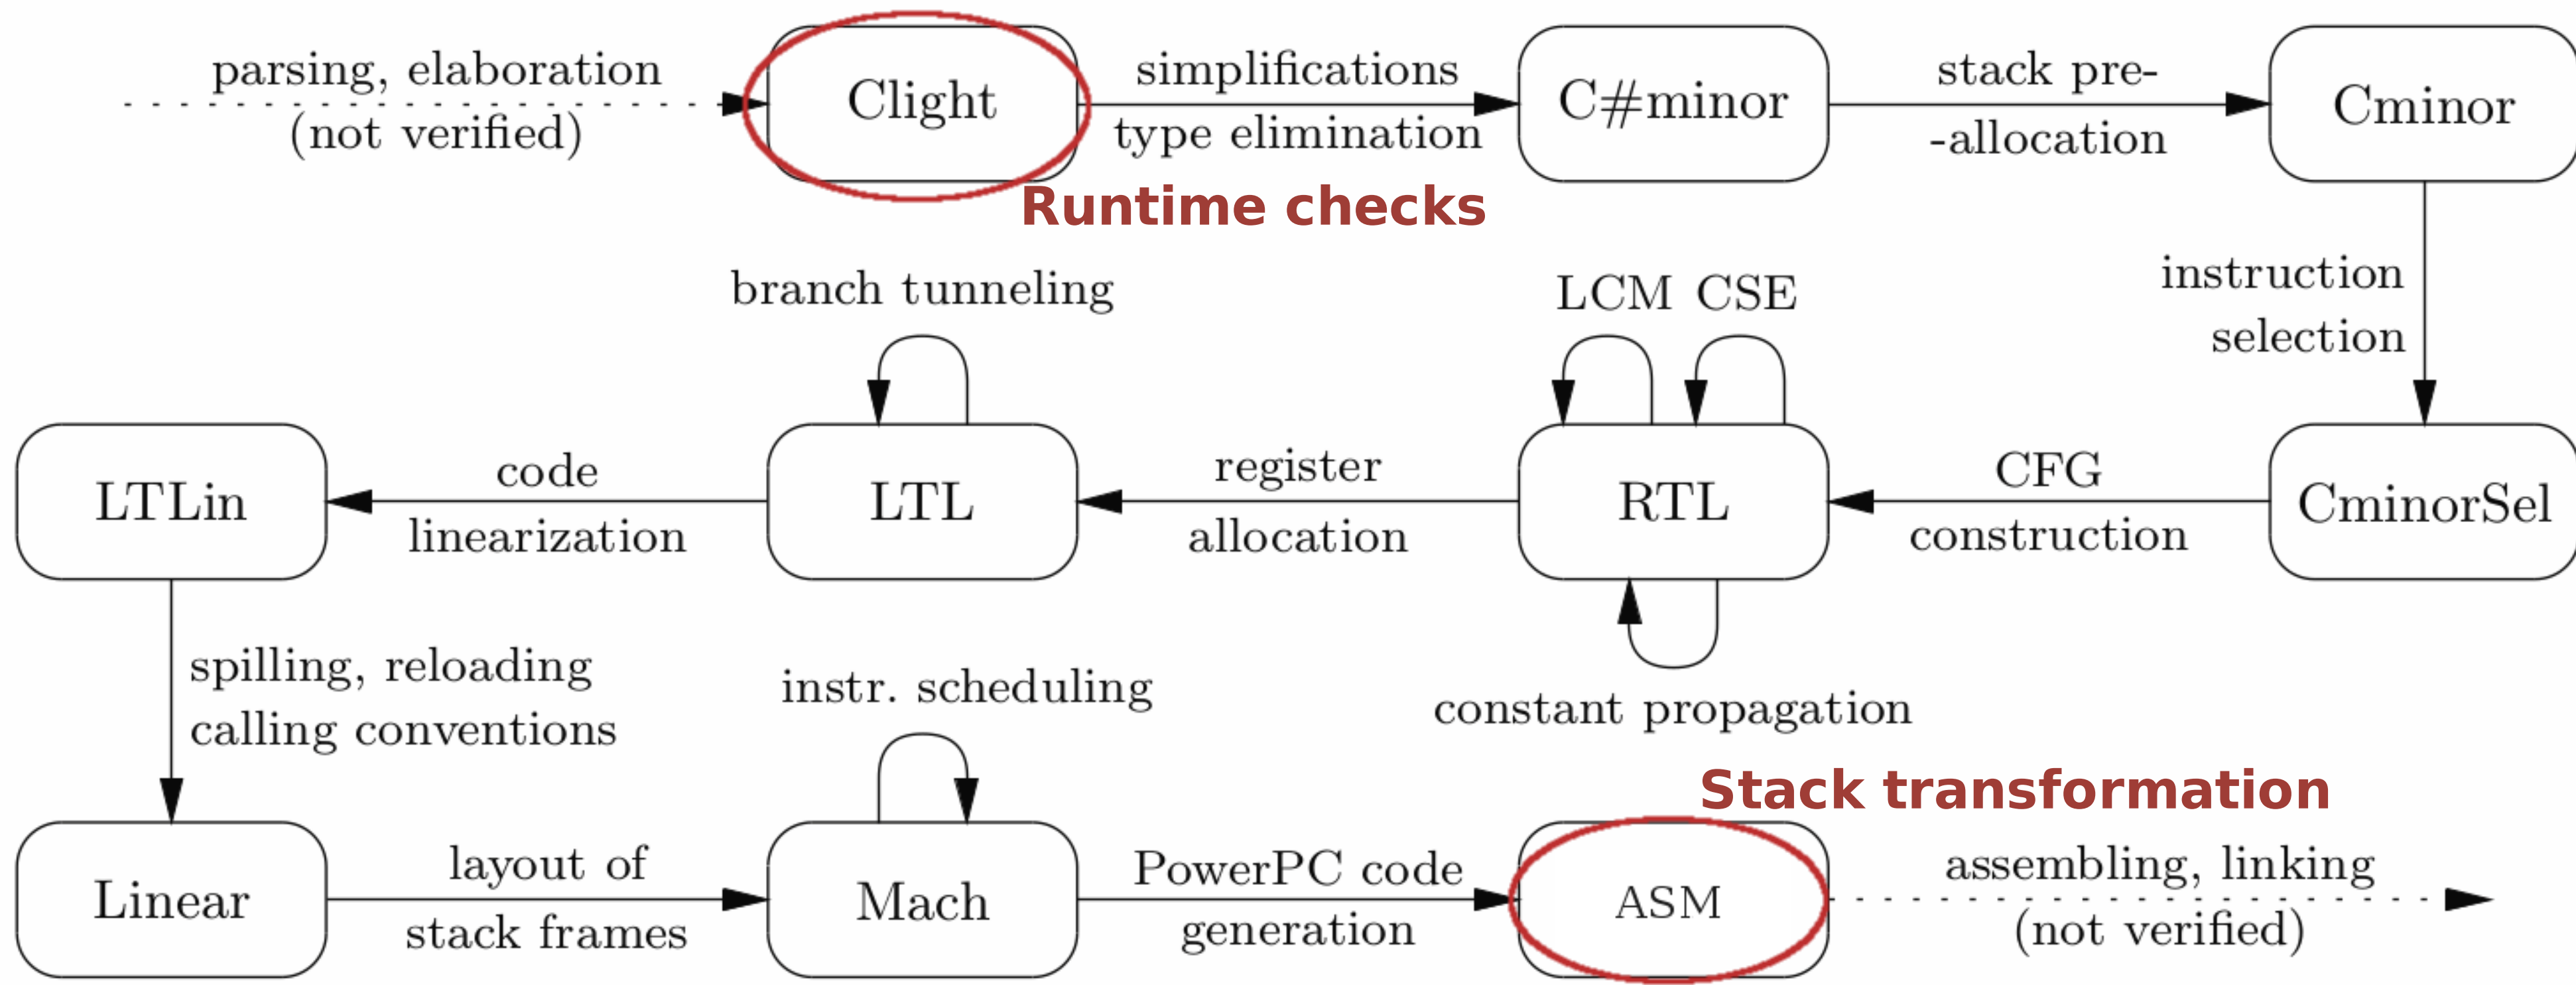 parsing, elaboration
(not verified)
Clight
simplifications
type elimination
C#minor
stack pre-
-allocation
Cminor
Runtime checks
instruction
selection
branch tunneling
LCM CSE
LTLin
code
linearization
LTL
register
allocation
RTL
CFG
construction
CminorSel
spilling, reloading
calling conventions
instr. scheduling
constant propagation
Stack transformation
Linear
layout of
stack frames
Mach
PowerPC code
generation
ASM
assembling, linking
(not verified)